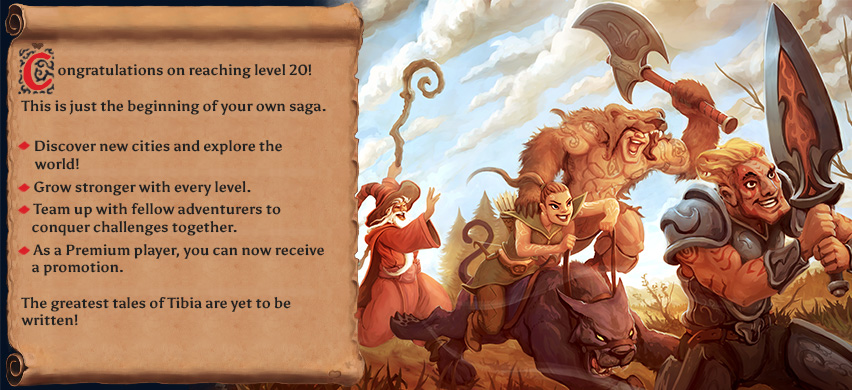 Congratulations on reaching level 20!
This is just the beginning of your own saga.
Discover new cities and explore the
world!
Grow stronger with every level.
Team up with fellow adventurers to
conquer challenges together.
As a Premium player, you can now receive
a promotion.
The greatest tales of Tibia are yet to be
written!